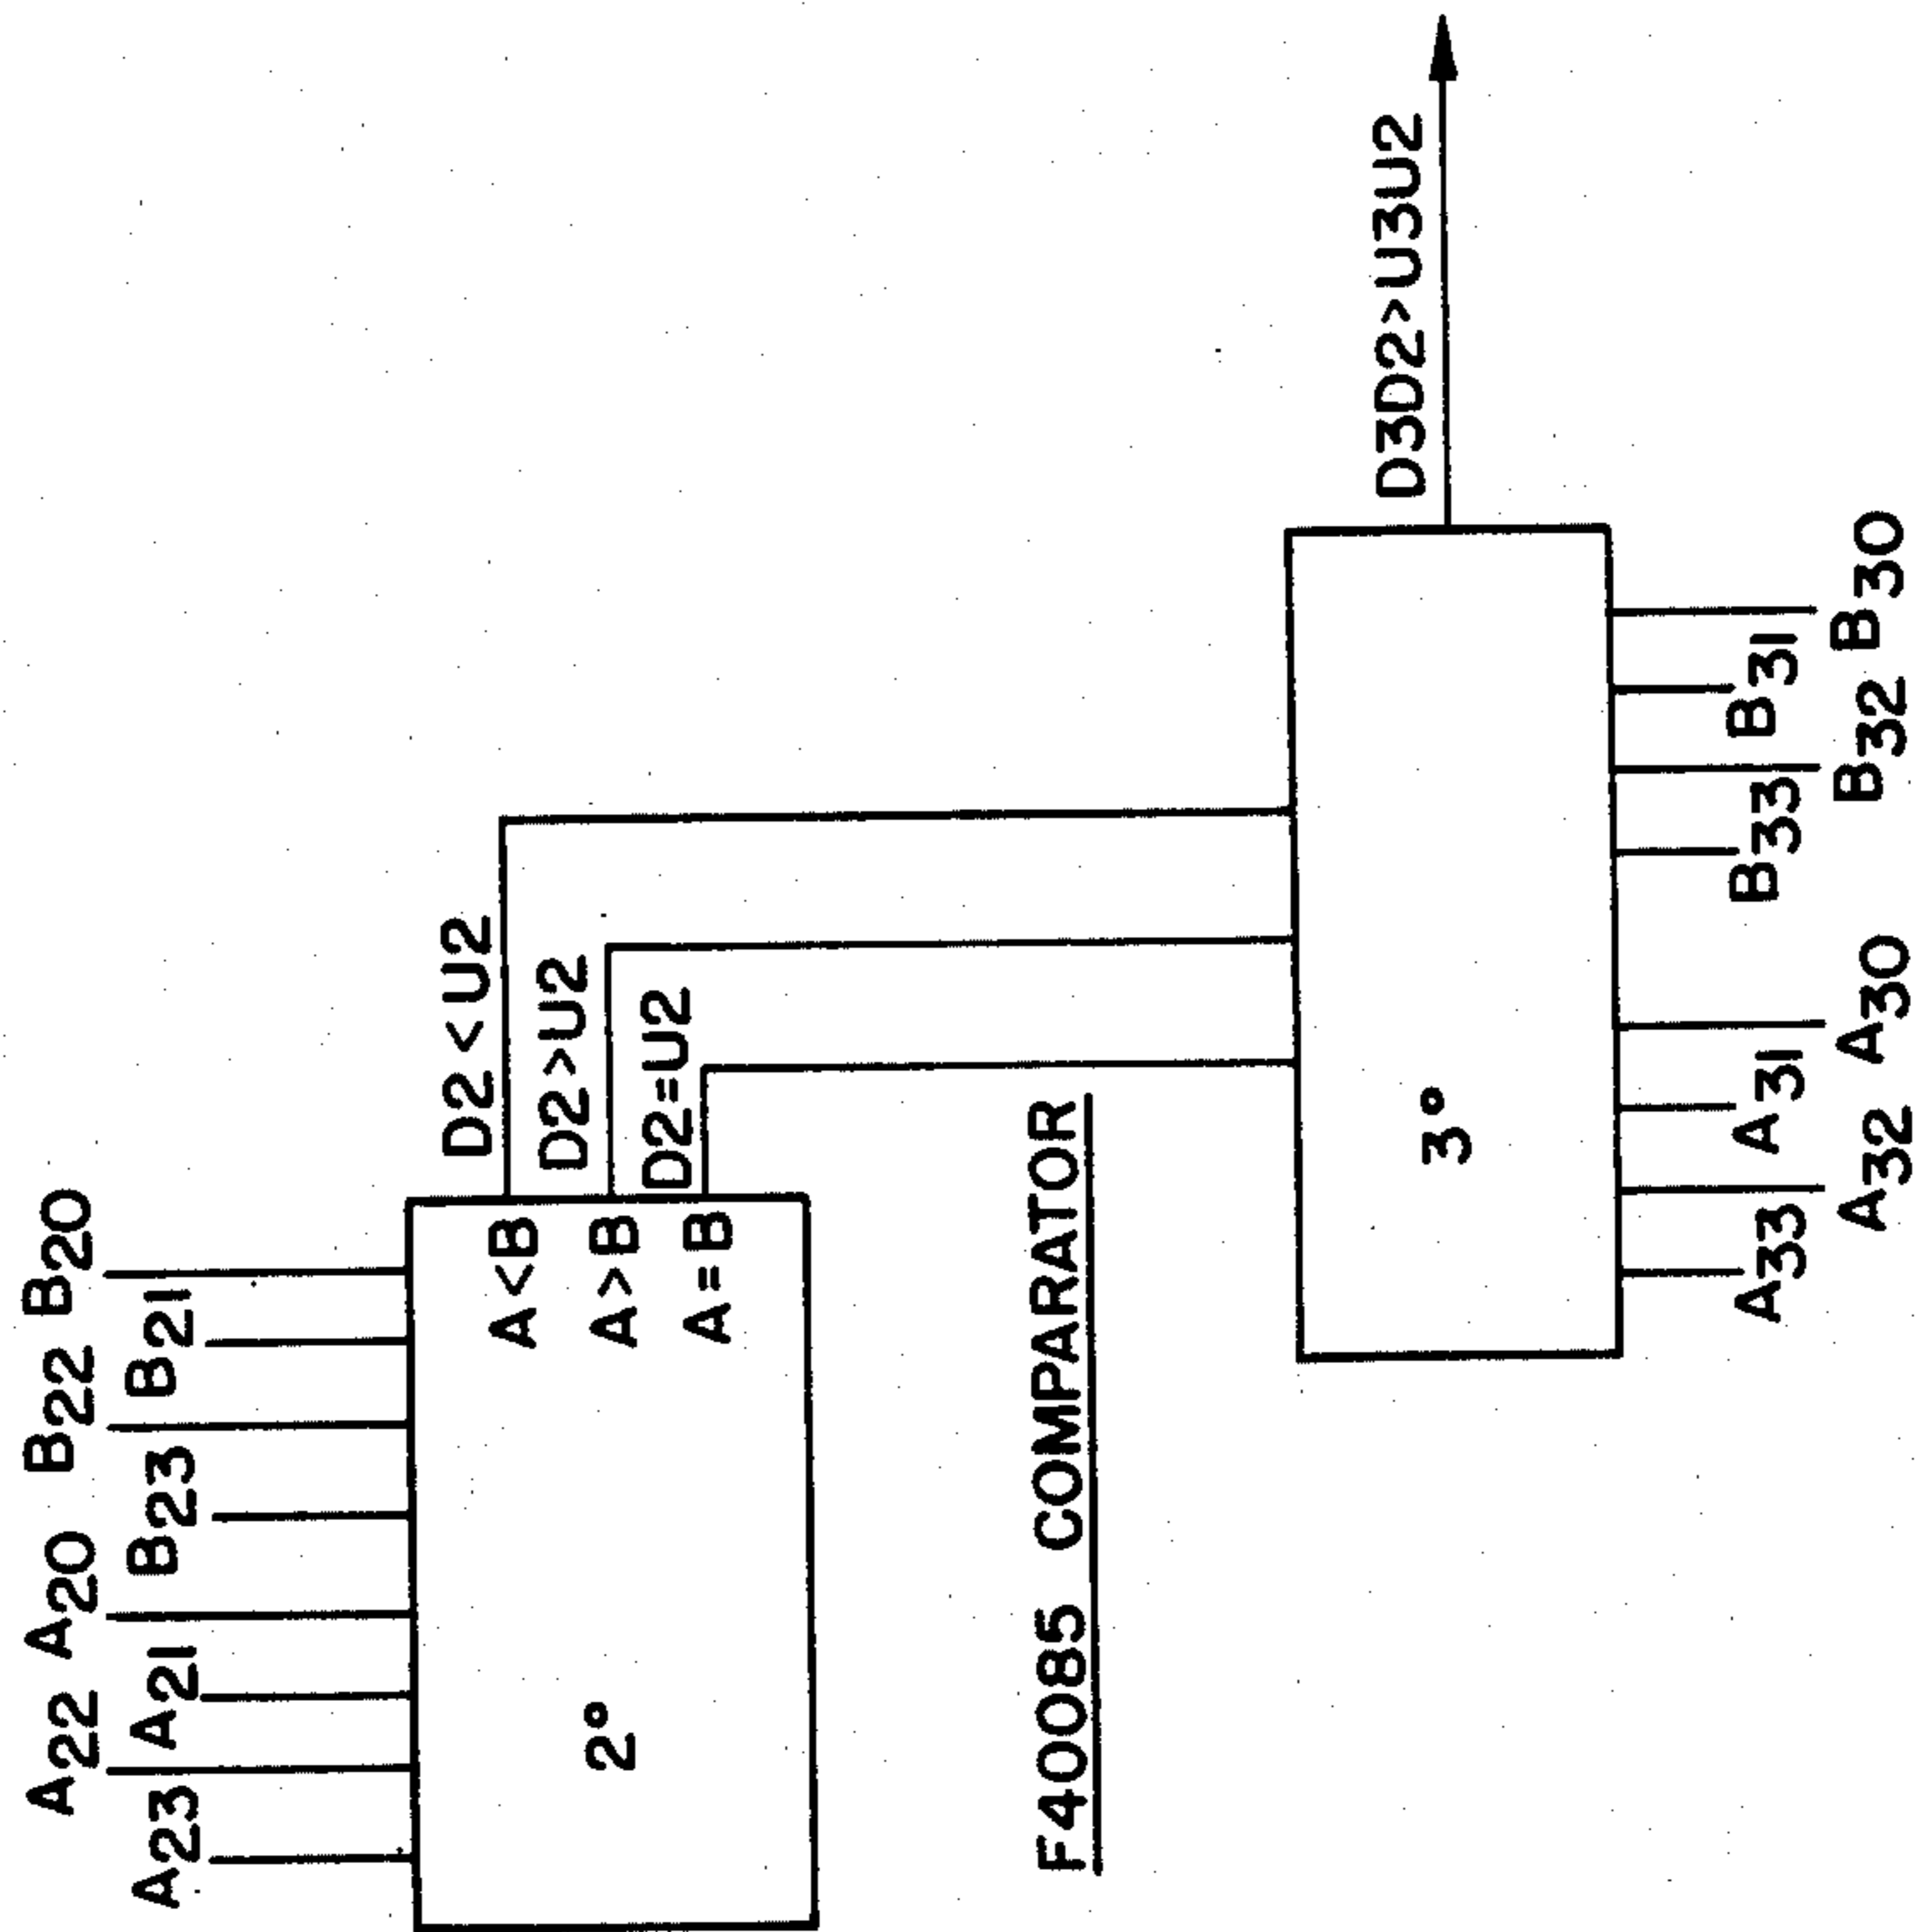 A22 A20 B22 B20
A23 A21 B23 B21
2°
A<B
A>B
A=B
D2<U2
D2>U2
D2=U2
F40085 COMPARATOR
3°
D3D2>U3U2
A33 A31 B33 B31
A32 A30 B32 B30